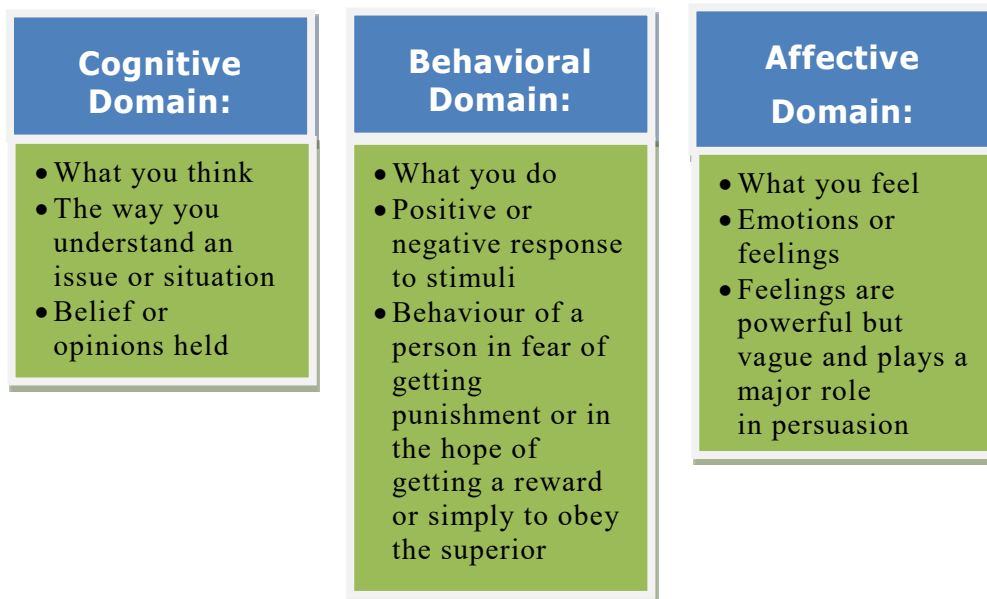 Cognitive
Domain:
• What you think
• The way you
understand an
issue or situation
• Belief or
opinions held
Behavioral
Domain:
• What you do
• Positive or
negative response
to stimuli
• Behaviour of a
person in fear of
getting
punishment or in
the hope of
getting a reward
or simply to obey
the superior
Affective
Domain:
• What you feel
• Emotions or
feelings
• Feelings are
powerful but
vague and plays a
major role
in persuasion